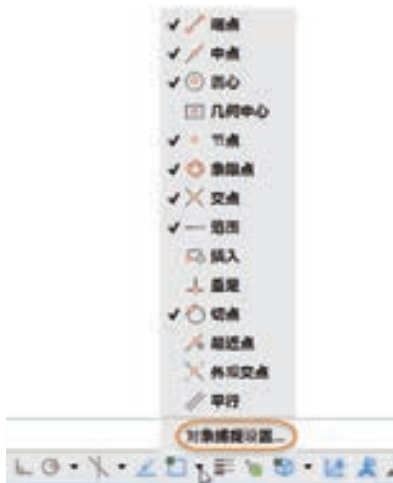 端点
中点
圆心
几何中心
节点
象限点
交点
范围
插入
垂足
切点
最近点
外观交点
平行
对象捕捉设置...